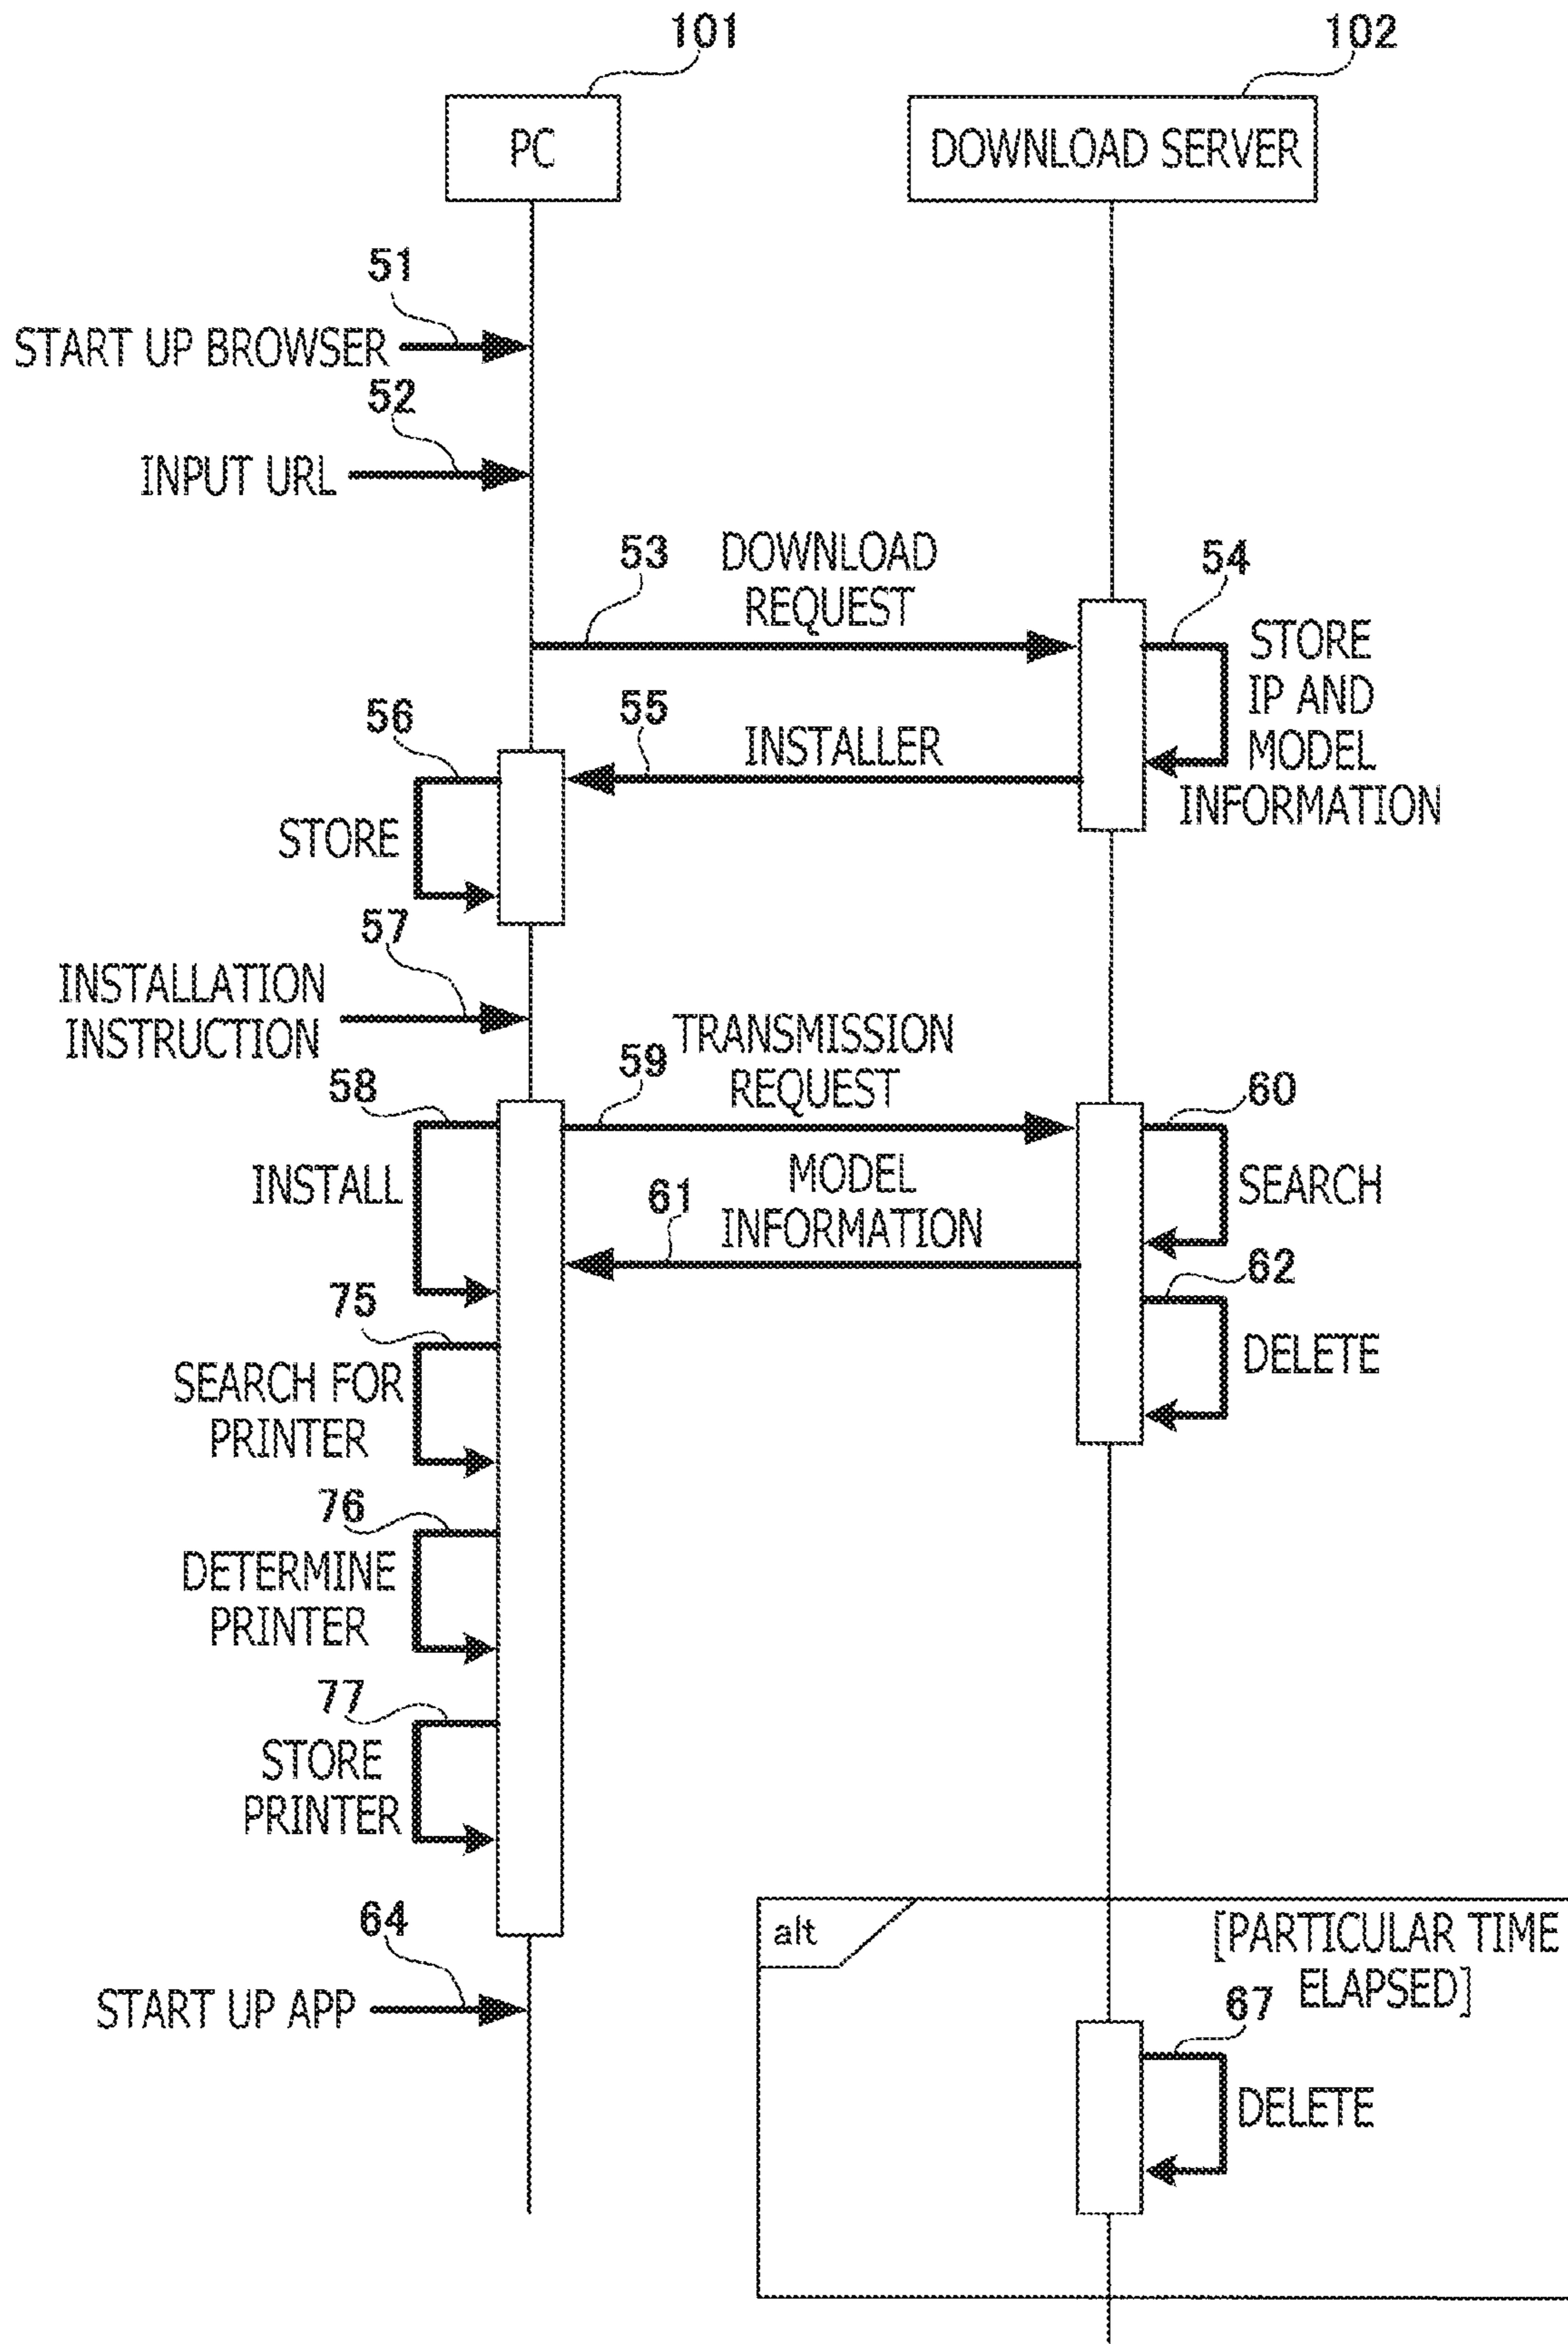 101
102
PC
DOWNLOAD SERVER
51
START UP BROWSER
52
INPUT URL
53
DOWNLOAD
REQUEST
54
STORE
IP AND
MODEL
INFORMATION
55
INSTALLER
56
STORE
57
INSTALLATION
INSTRUCTION
58
INSTALL
59
TRANSMISSION
REQUEST
60
SEARCH
61
MODEL
INFORMATION
62
DELETE
75
SEARCH FOR
PRINTER
76
DETERMINE
PRINTER
77
STORE
PRINTER
64
START UP APP
alt
[PARTICULAR TIME
ELAPSED]
67
DELETE